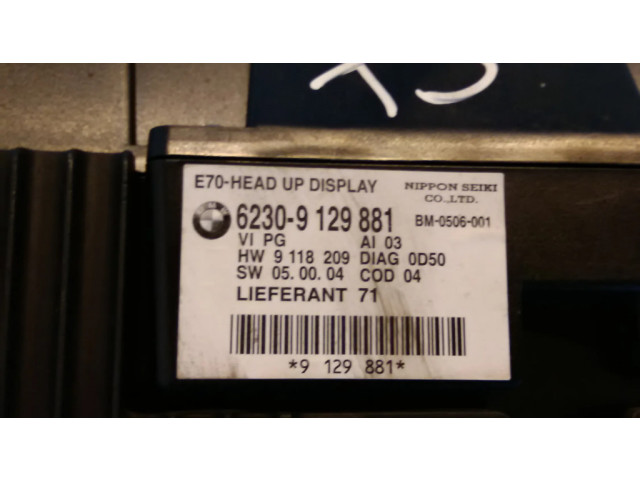 X5
E70-HEAD UP DISPLAY
NIPPON SEIKI
CO.,LTD.
6230-9 129 881
BM-0506-001
VI PG AI 03
HW 9 118 209 DIAG 0D50
SW 05.00.04 COD 04
LIEFERANT 71
*9 129 881*